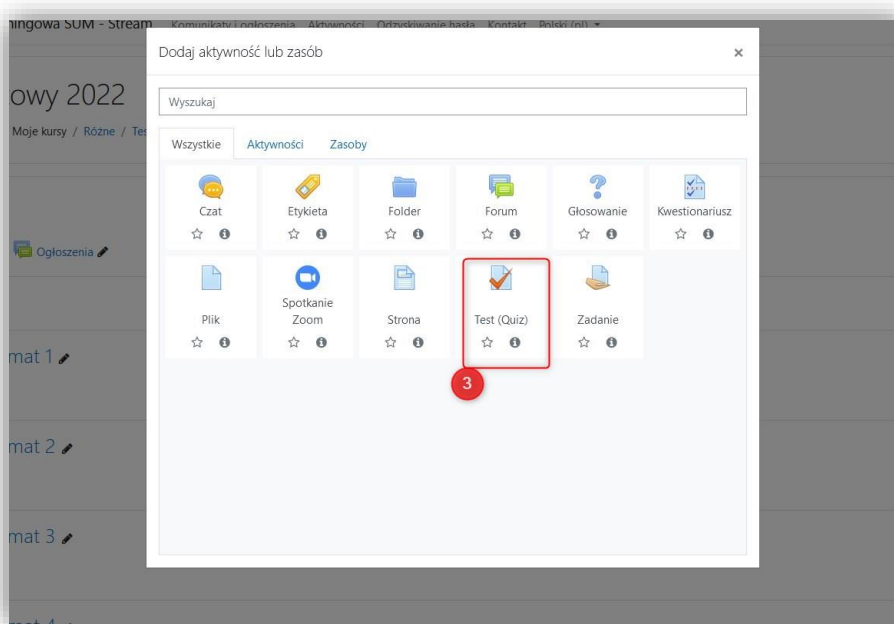 ningowa SUM - Stream Komunikaty i ogłoszenia Aktywności Odzyskiwanie hasła Kontakt Polski (pl)
Dodaj aktywność lub zasób ×
owy 2022
Wyszukaj
Moje kursy / Różne / Tes
Wszystkie Aktywności Zasoby
Czat Etykieta Folder Forum Głosowanie Kwestionariusz
Ogłoszenia
Plik Spotkanie Zoom Strona Test (Quiz) Zadanie
mat 1
3
mat 2
mat 3